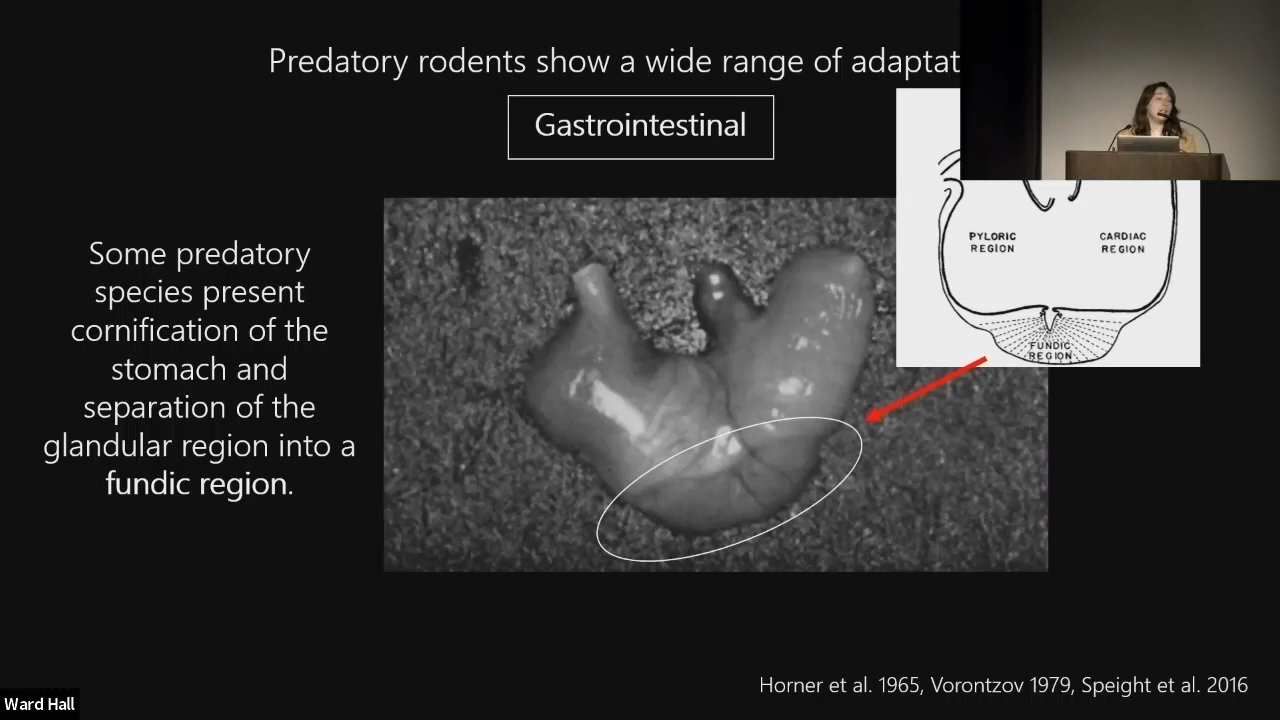 Predatory rodents show a wide range of adaptat
Gastrointestinal
Some predatory
species present
cornification of the
stomach and
separation of the
glandular region into a
fundic region.
PYLORIC
REGION
CARDIAC
REGION
FUNDIC
REGION
Horner et al. 1965, Vorontzov 1979, Speight et al. 2016
Ward Hall